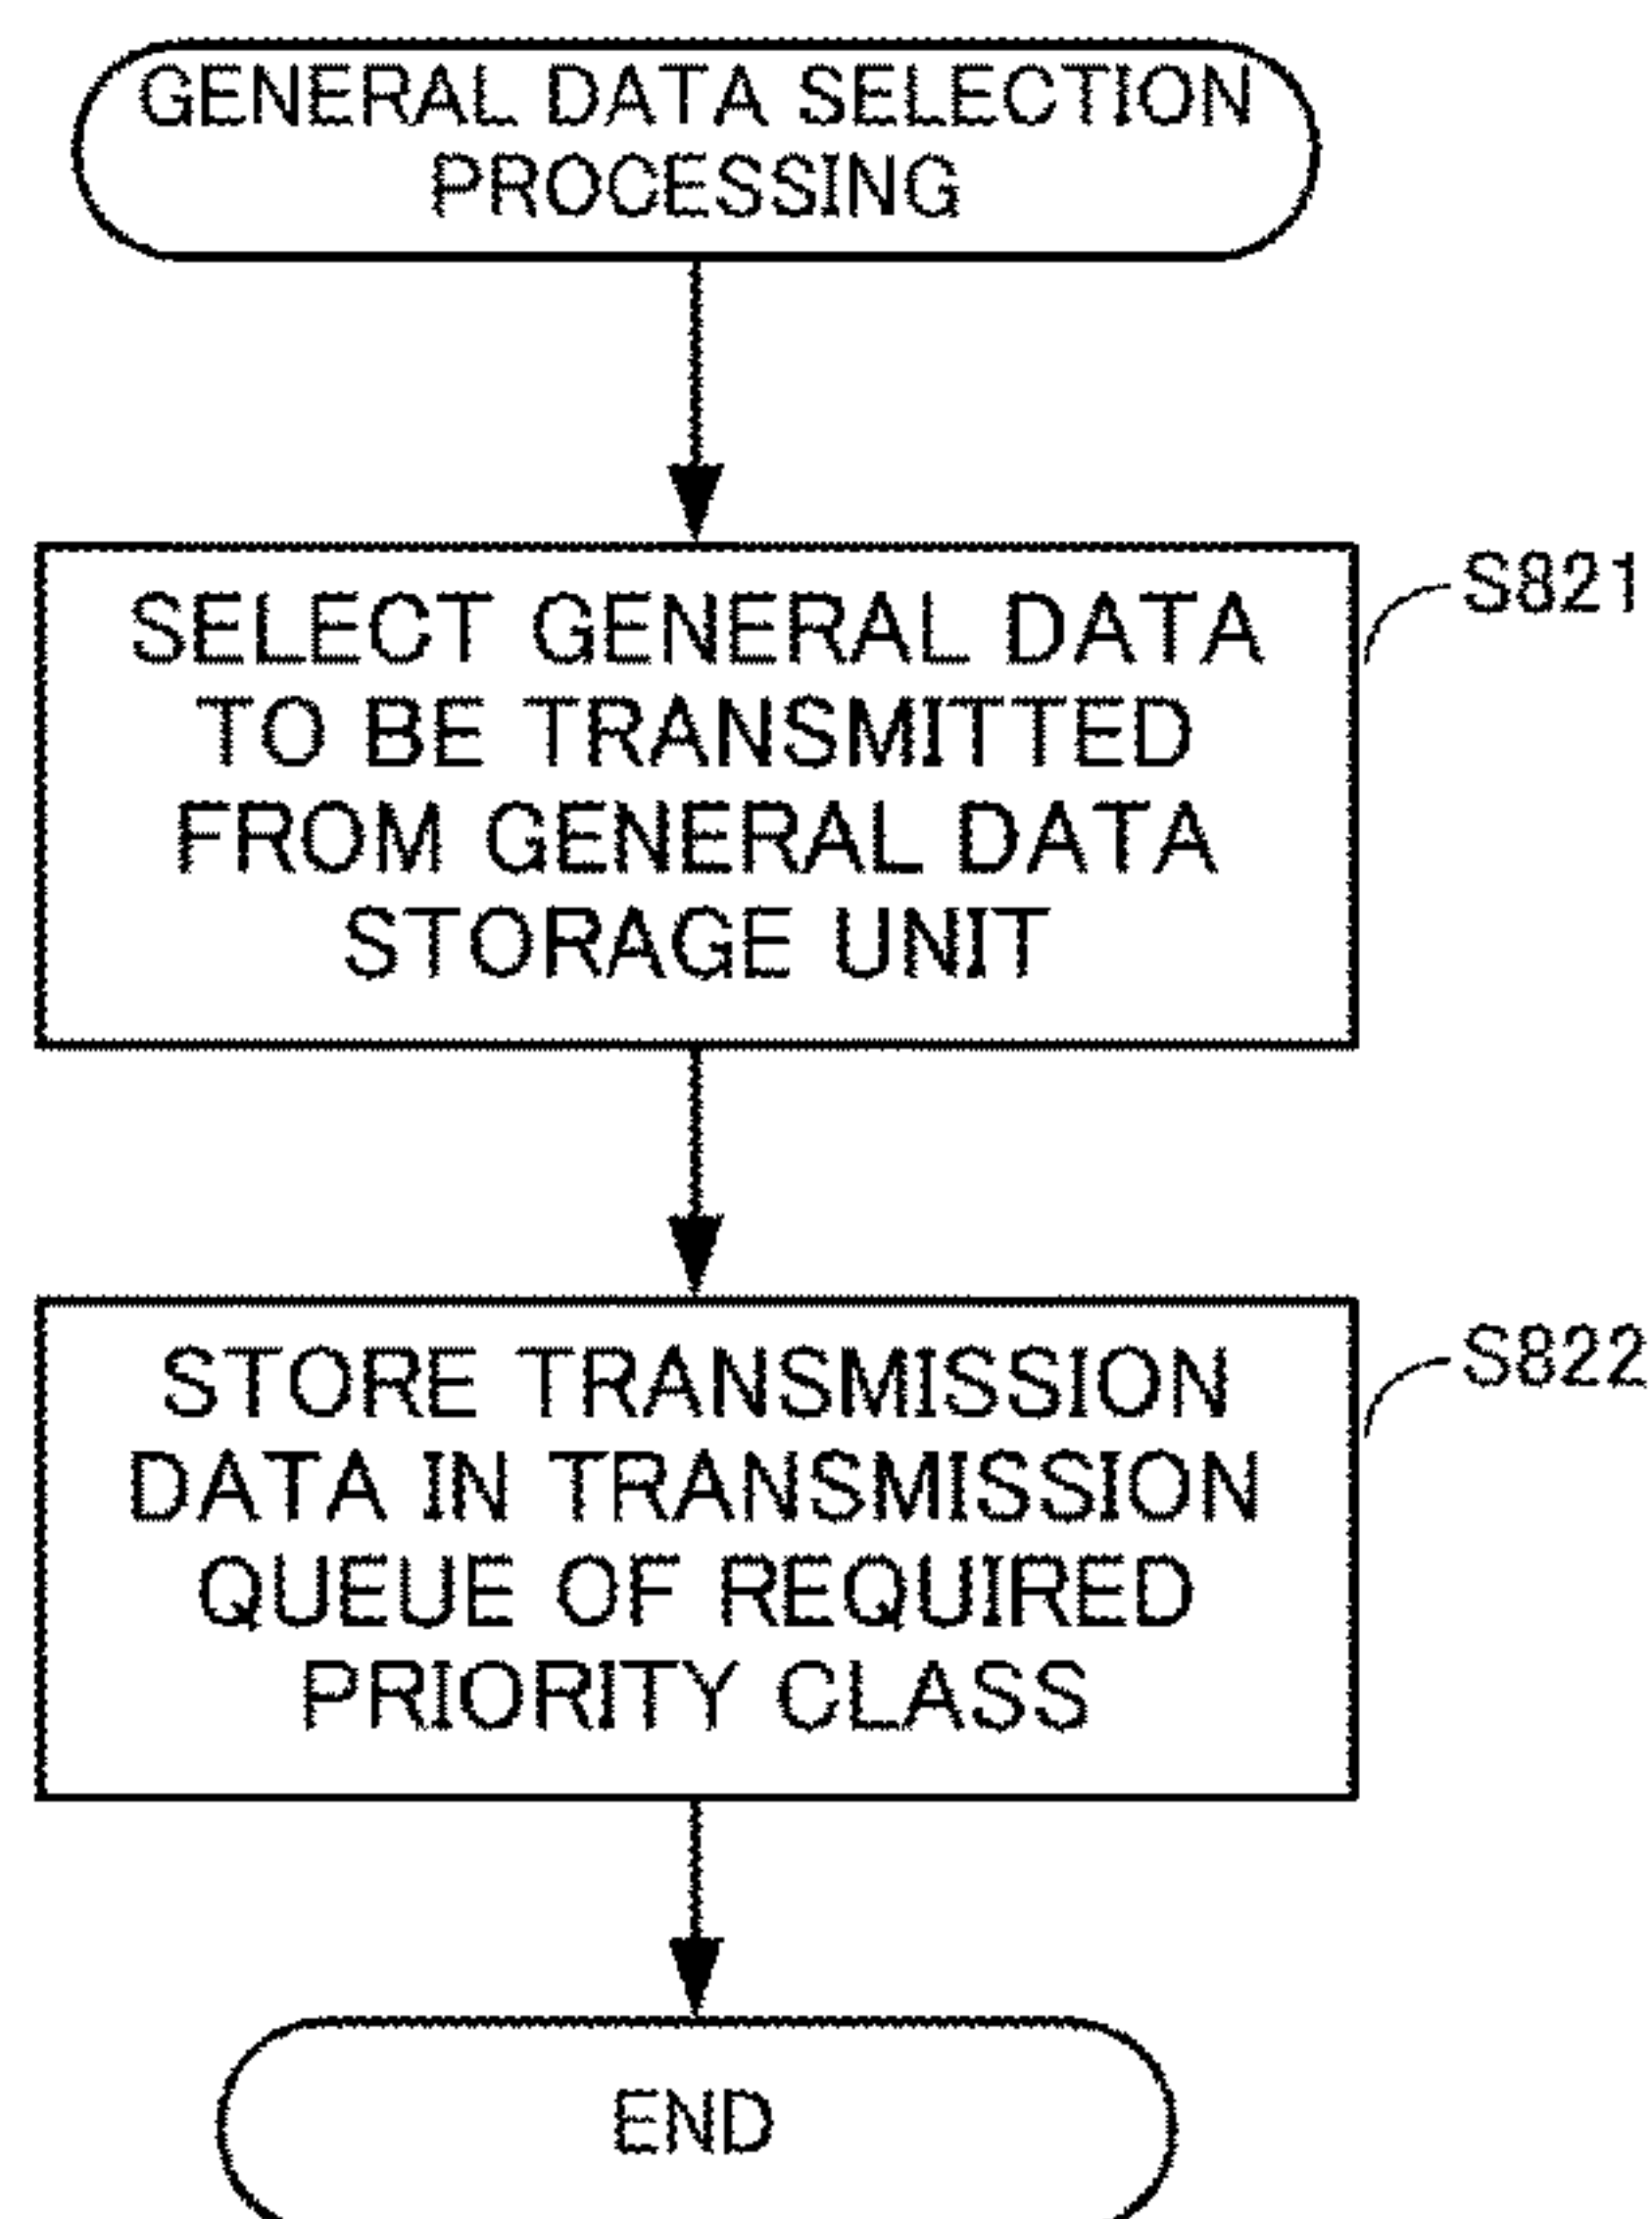 GENERAL DATA SELECTION
PROCESSING
SELECT GENERAL DATA
TO BE TRANSMITTED
FROM GENERAL DATA
STORAGE UNIT
S821
STORE TRANSMISSION
DATA IN TRANSMISSION
QUEUE OF REQUIRED
PRIORITY CLASS
S822
END